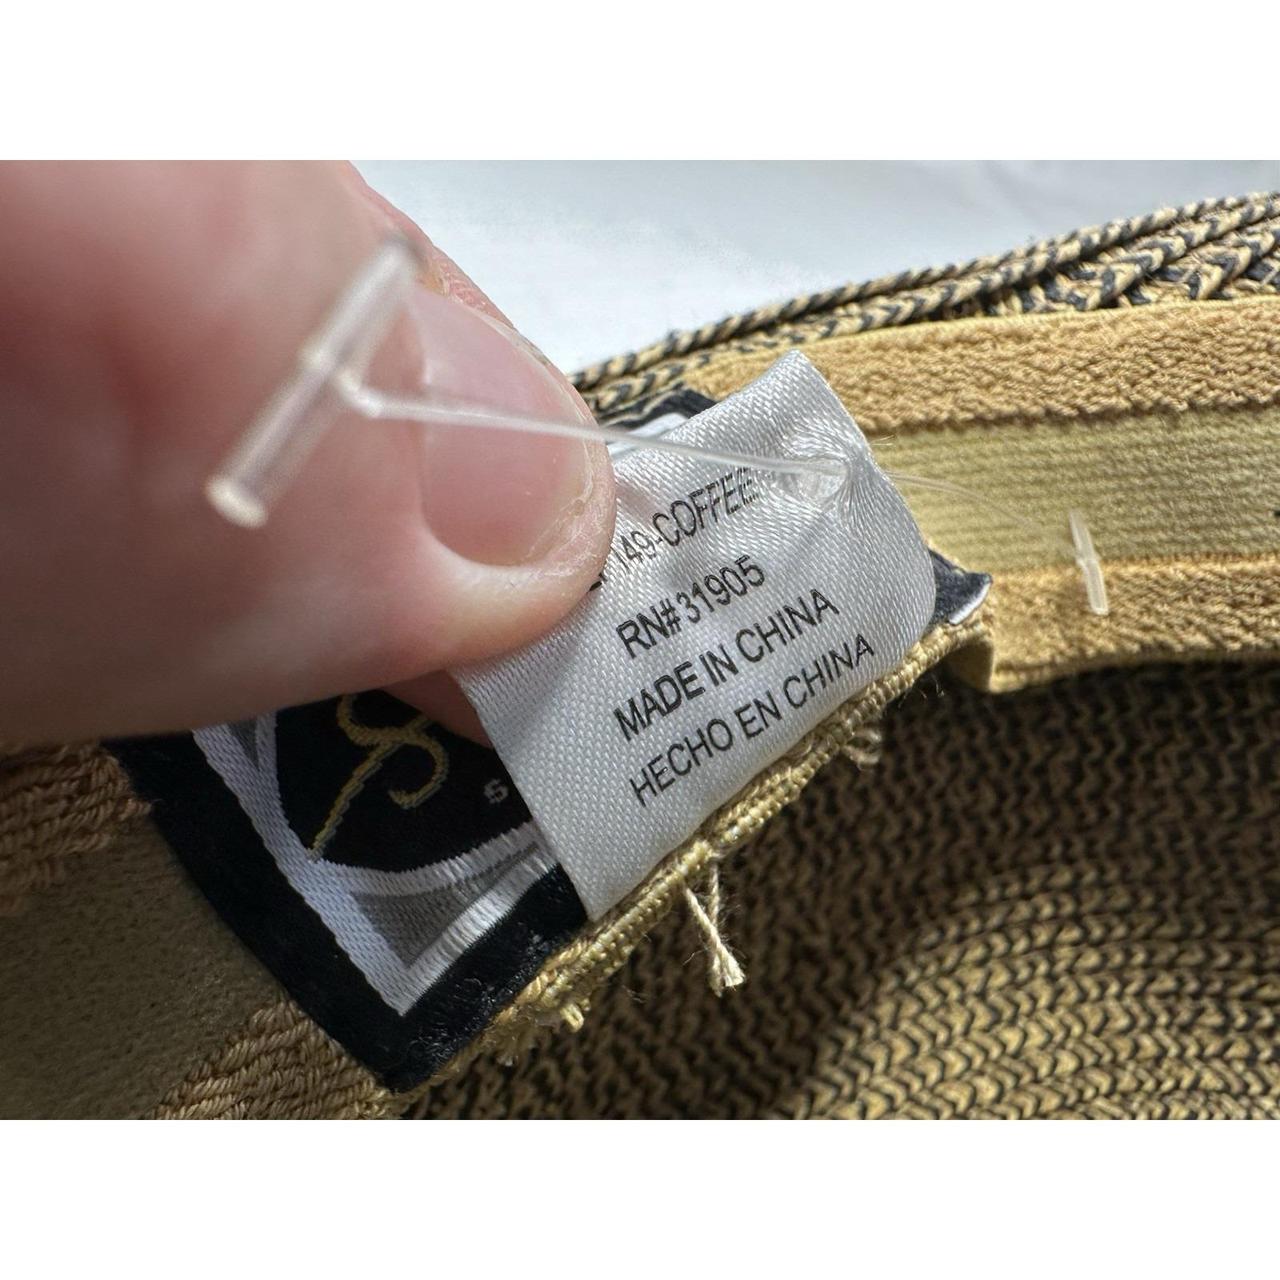 149-COFFEE
RN#31905
MADE IN CHINA
HECHO EN CHINA
S